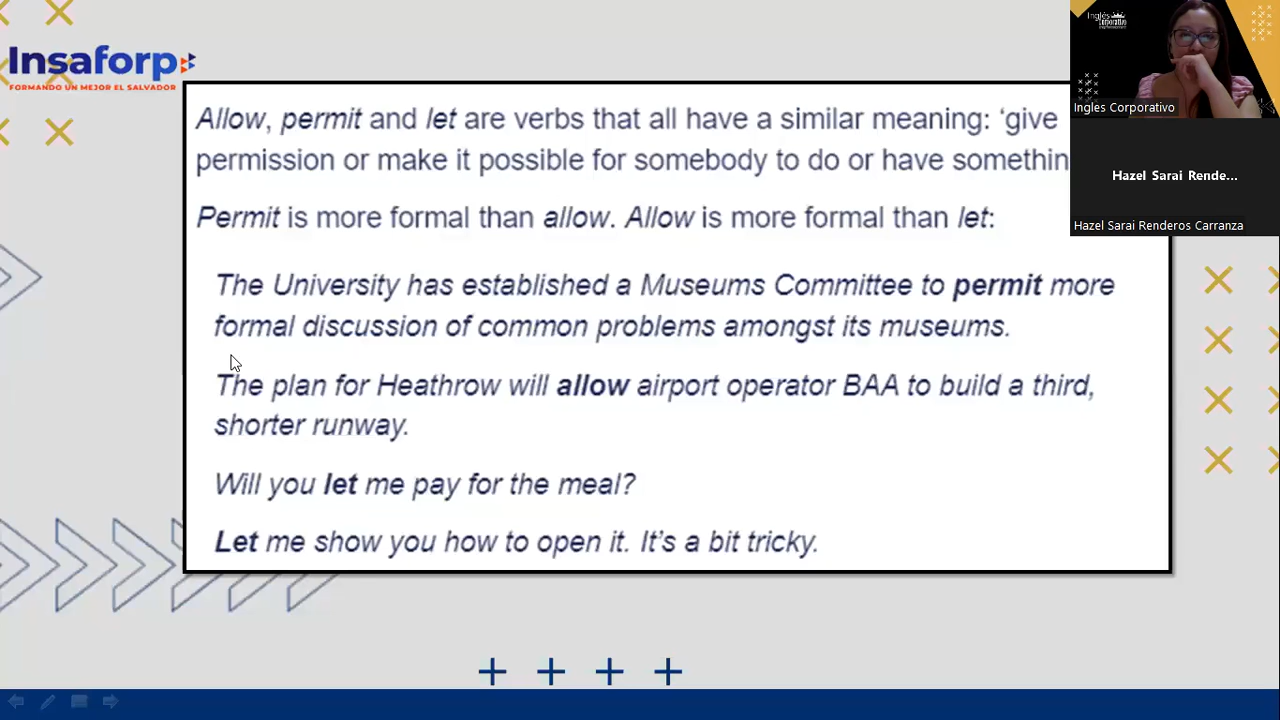 Insaforp
FORMANDO UN MEJOR EL SALVADOR
Allow, permit and let are verbs that all have a similar meaning: ‘give
permission or make it possible for somebody to do or have somethin
Permit is more formal than allow. Allow is more formal than let:
The University has established a Museums Committee to permit more
formal discussion of common problems amongst its museums.
The plan for Heathrow will allow airport operator BAA to build a third,
shorter runway.
Will you let me pay for the meal?
Let me show you how to open it. It’s a bit tricky.
Inglés
Corporativo
Ingles Corporativo
Hazel Sarai Rende...
Hazel Sarai Renderos Carranza